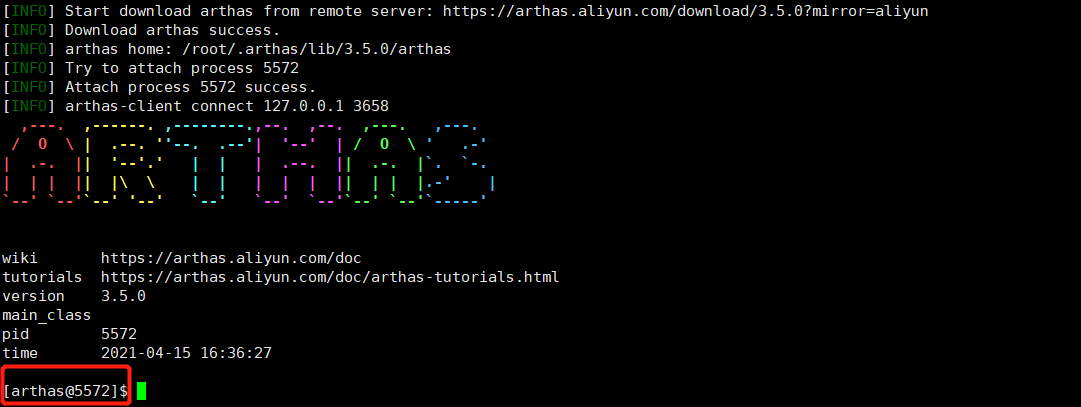 [INFO] Start download arthas from remote server: https://arthas.aliyun.com/download/3.5.0?mirror=aliyun
[INFO] Download arthas success.
[INFO] arthas home: /root/.arthas/lib/3.5.0/arthas
[INFO] Try to attach process 5572
[INFO] Attach process 5572 success.
[INFO] arthas-client connect 127.0.0.1 3658
ARTHAS
wiki https://arthas.aliyun.com/doc
tutorials https://arthas.aliyun.com/doc/arthas-tutorials.html
version 3.5.0
main_class
pid 5572
time 2021-04-15 16:36:27
[arthas@5572]$